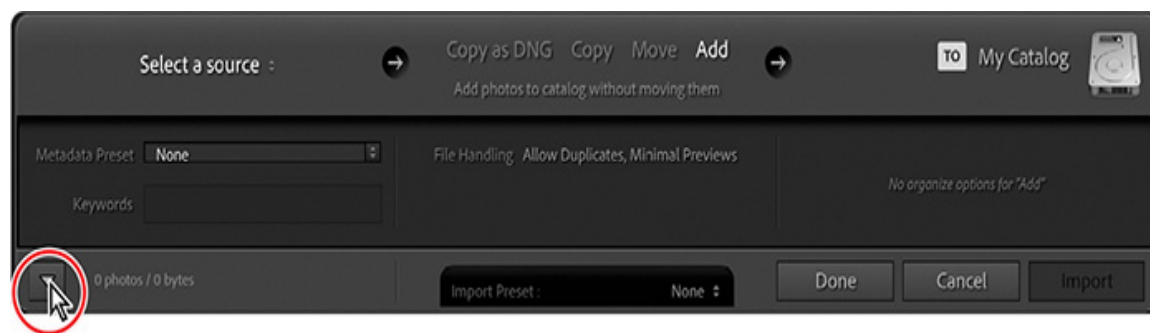 Select a source
Copy as DNG Copy Move Add
TO My Catalog
Add photos to catalog without moving them
Metadata Preset None
File Handling Allow Duplicates, Minimal Previews
Keywords
No organize options for "Add"
0 photos / 0 bytes
Import Preset : None
Done Cancel Import